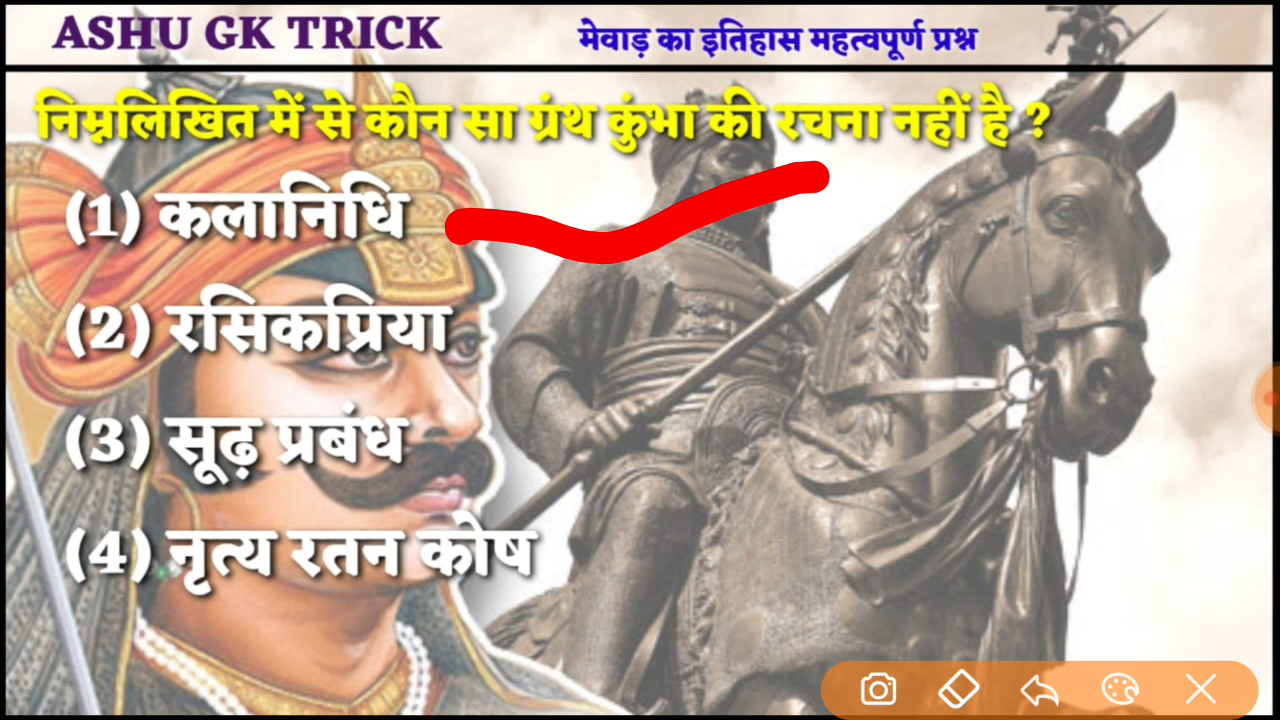 ASHU GK TRICK
मेवाड़ का इतिहास महत्वपूर्ण प्रश्न
निम्नलिखित में से कौन सा ग्रंथ कुंभा की रचना नहीं है ?
(1) कलानिधि
(2) रसिकप्रिया
(3) सूढ़ प्रबंध
(4) नृत्य रतन कोष